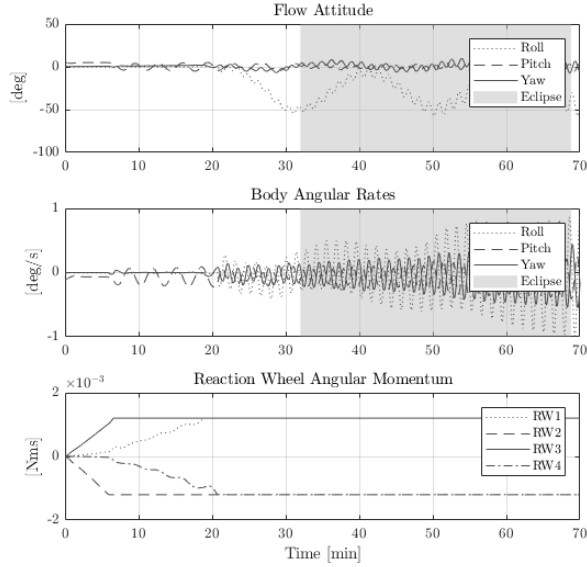 Flow Attitude
50
0
-50
-100
[deg]
Roll
Pitch
Yaw
Eclipse
0 10 20 30 40 50 60 70
Body Angular Rates
1
0
-1
[deg/s]
Roll
Pitch
Yaw
Eclipse
0 10 20 30 40 50 60 70
×10⁻³
Reaction Wheel Angular Momentum
2
0
-2
[Nms]
RW1
RW2
RW3
RW4
0 10 20 30 40 50 60 70
Time [min]